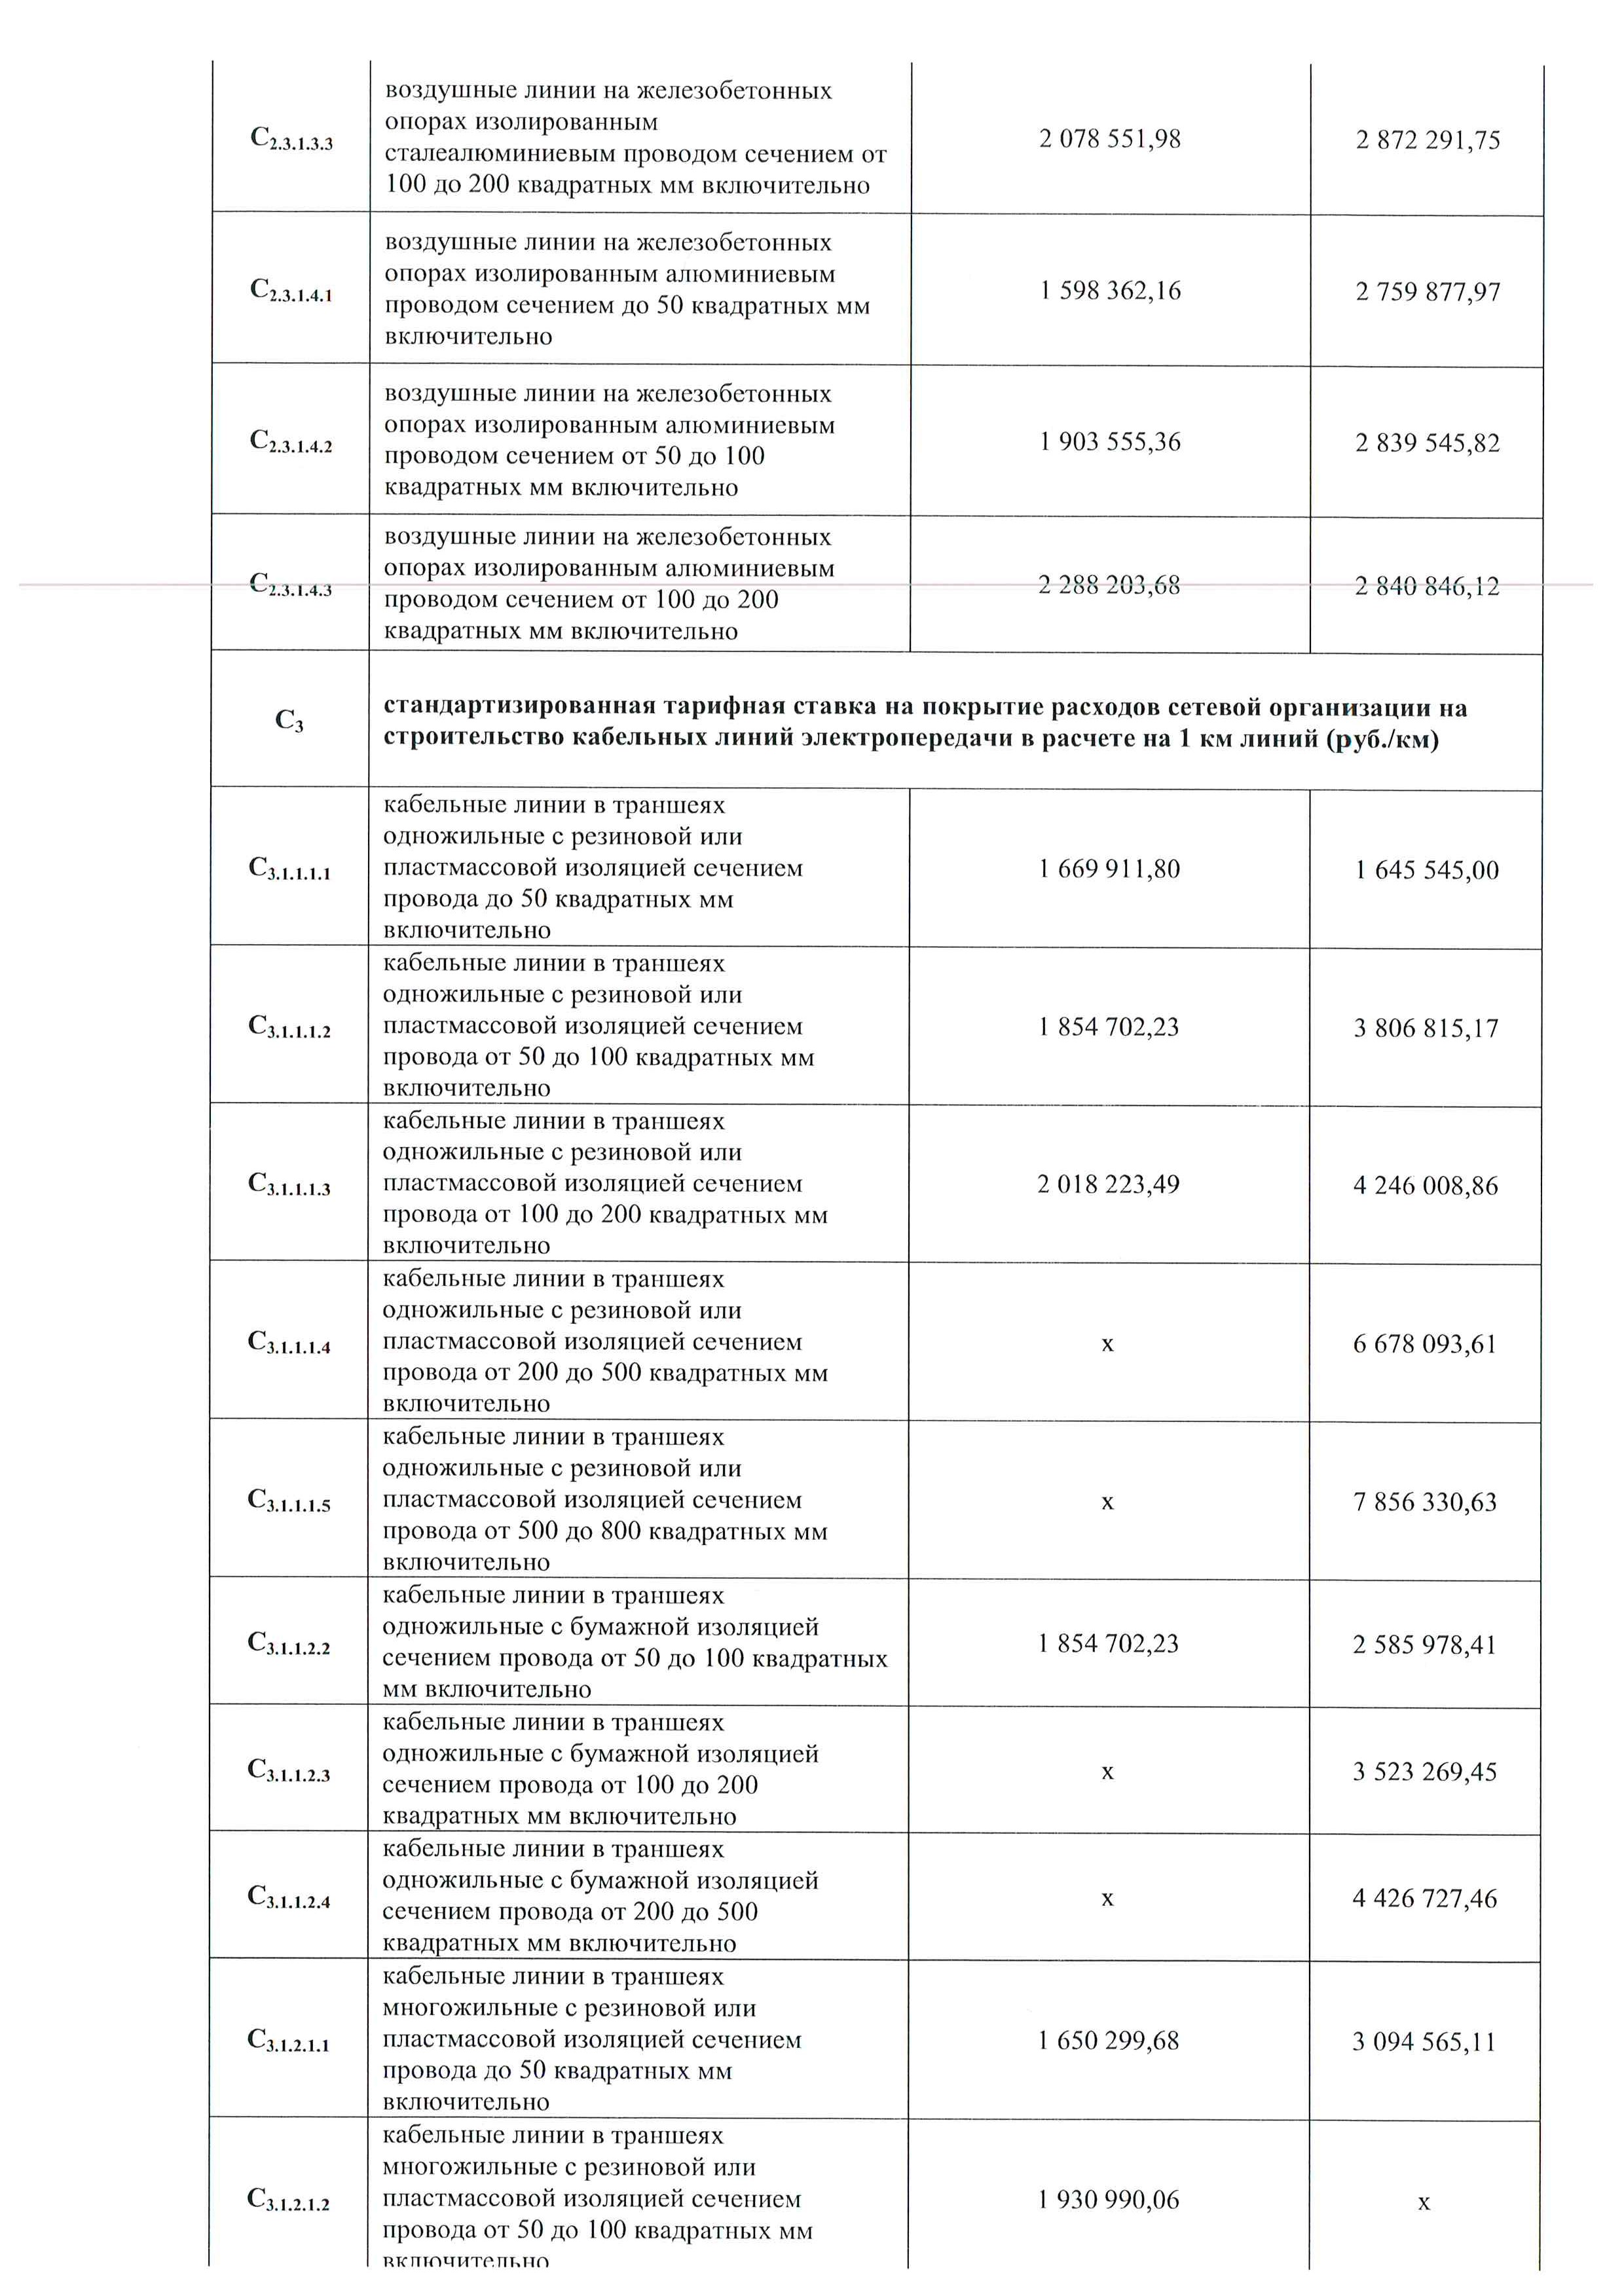 воздушные линии на железобетонных
опорах изолированным
С2.3.1.3.3 сталеалюминиевым проводом сечением от 2 078 551,98 2 872 291,75
100 до 200 квадратных мм включительно
воздушные линии на железобетонных
С2.3.1.4.1 опорах изолированным алюминиевым 1 598 362,16 2 759 877,97
проводом сечением до 50 квадратных мм
включительно
воздушные линии на железобетонных
С2.3.1.4.2 опорах изолированным алюминиевым 1 903 555,36 2 839 545,82
проводом сечением от 50 до 100
квадратных мм включительно
воздушные линии на железобетонных
С2.3.1.4.3 опорах изолированным алюминиевым 2 288 203,68 2 840 846,12
проводом сечением от 100 до 200
квадратных мм включительно
С3 стандартизированная тарифная ставка на покрытие расходов сетевой организации на
строительство кабельных линий электропередачи в расчете на 1 км линий (руб./км)
кабельные линии в траншеях
одножильные с резиновой или
С3.1.1.1.1 пластмассовой изоляцией сечением 1 669 911,80 1 645 545,00
провода до 50 квадратных мм
включительно
кабельные линии в траншеях
одножильные с резиновой или
С3.1.1.1.2 пластмассовой изоляцией сечением 1 854 702,23 3 806 815,17
провода от 50 до 100 квадратных мм
включительно
кабельные линии в траншеях
одножильные с резиновой или
С3.1.1.1.3 пластмассовой изоляцией сечением 2 018 223,49 4 246 008,86
провода от 100 до 200 квадратных мм
включительно
кабельные линии в траншеях
одножильные с резиновой или
С3.1.1.1.4 пластмассовой изоляцией сечением х 6 678 093,61
провода от 200 до 500 квадратных мм
включительно
кабельные линии в траншеях
одножильные с резиновой или
С3.1.1.1.5 пластмассовой изоляцией сечением х 7 856 330,63
провода от 500 до 800 квадратных мм
включительно
кабельные линии в траншеях
одножильные с бумажной изоляцией
С3.1.1.2.2 сечением провода от 50 до 100 квадратных 1 854 702,23 2 585 978,41
мм включительно
кабельные линии в траншеях
одножильные с бумажной изоляцией
С3.1.1.2.3 сечением провода от 100 до 200 х 3 523 269,45
квадратных мм включительно
кабельные линии в траншеях
одножильные с бумажной изоляцией
С3.1.1.2.4 сечением провода от 200 до 500 х 4 426 727,46
квадратных мм включительно
кабельные линии в траншеях
многожильные с резиновой или
С3.1.2.1.1 пластмассовой изоляцией сечением 1 650 299,68 3 094 565,11
провода до 50 квадратных мм
включительно
кабельные линии в траншеях
многожильные с резиновой или
С3.1.2.1.2 пластмассовой изоляцией сечением 1 930 990,06 х
провода от 50 до 100 квадратных мм
включительно